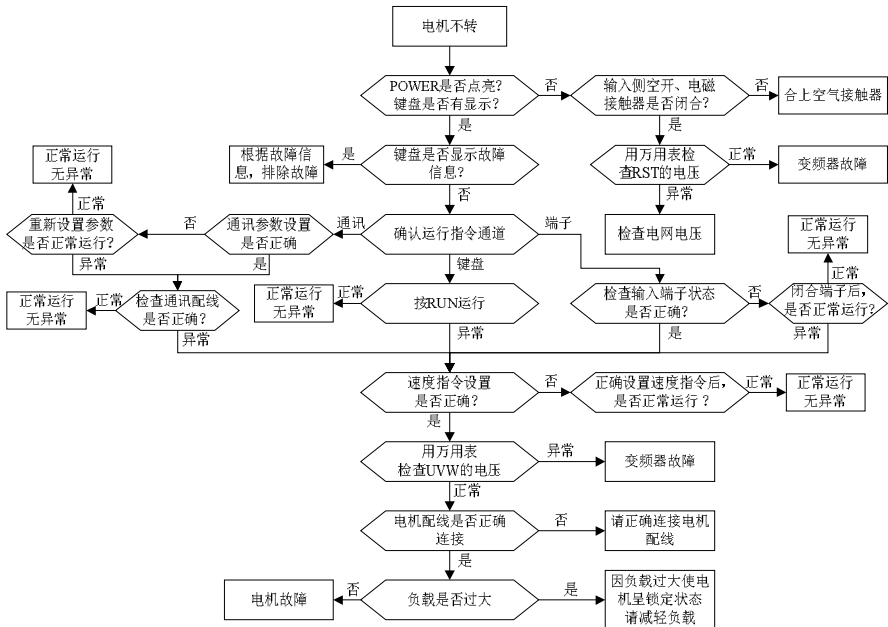 电机不转
POWER是否点亮？
键盘是否有显示？
否
输入侧空开、电磁
接触器是否闭合？
否
合上空气接触器
是
是
根据故障信
息，排除故障
是
键盘是否显示故障
信息？
用万用表检
查RST的电压
正常
变频器故障
正常运行
无异常
正常
否
异常
检查电网电压
重新设置参数
是否正常运行？
否
通讯参数设置
是否正确
通讯
确认运行指令通道
端子
正常运行
无异常
异常
是
键盘
正常
正常运行
无异常
正常
检查通讯配线
是否正确？
正常运行
无异常
正常
按RUN运行
检查输入端子状态
是否正确？
否
闭合端子后，
是否正常运行？
异常
异常
是
异常
速度指令设置
是否正确？
否
正确设置速度指令后，
是否正常运行？
正常
正常运行
无异常
是
用万用表
检查UVW的电压
异常
变频器故障
正常
电机配线是否正确
连接
否
请正确连接电机
配线
是
电机故障
否
负载是否过大
是
因负载过大使电
机呈锁定状态
请减轻负载